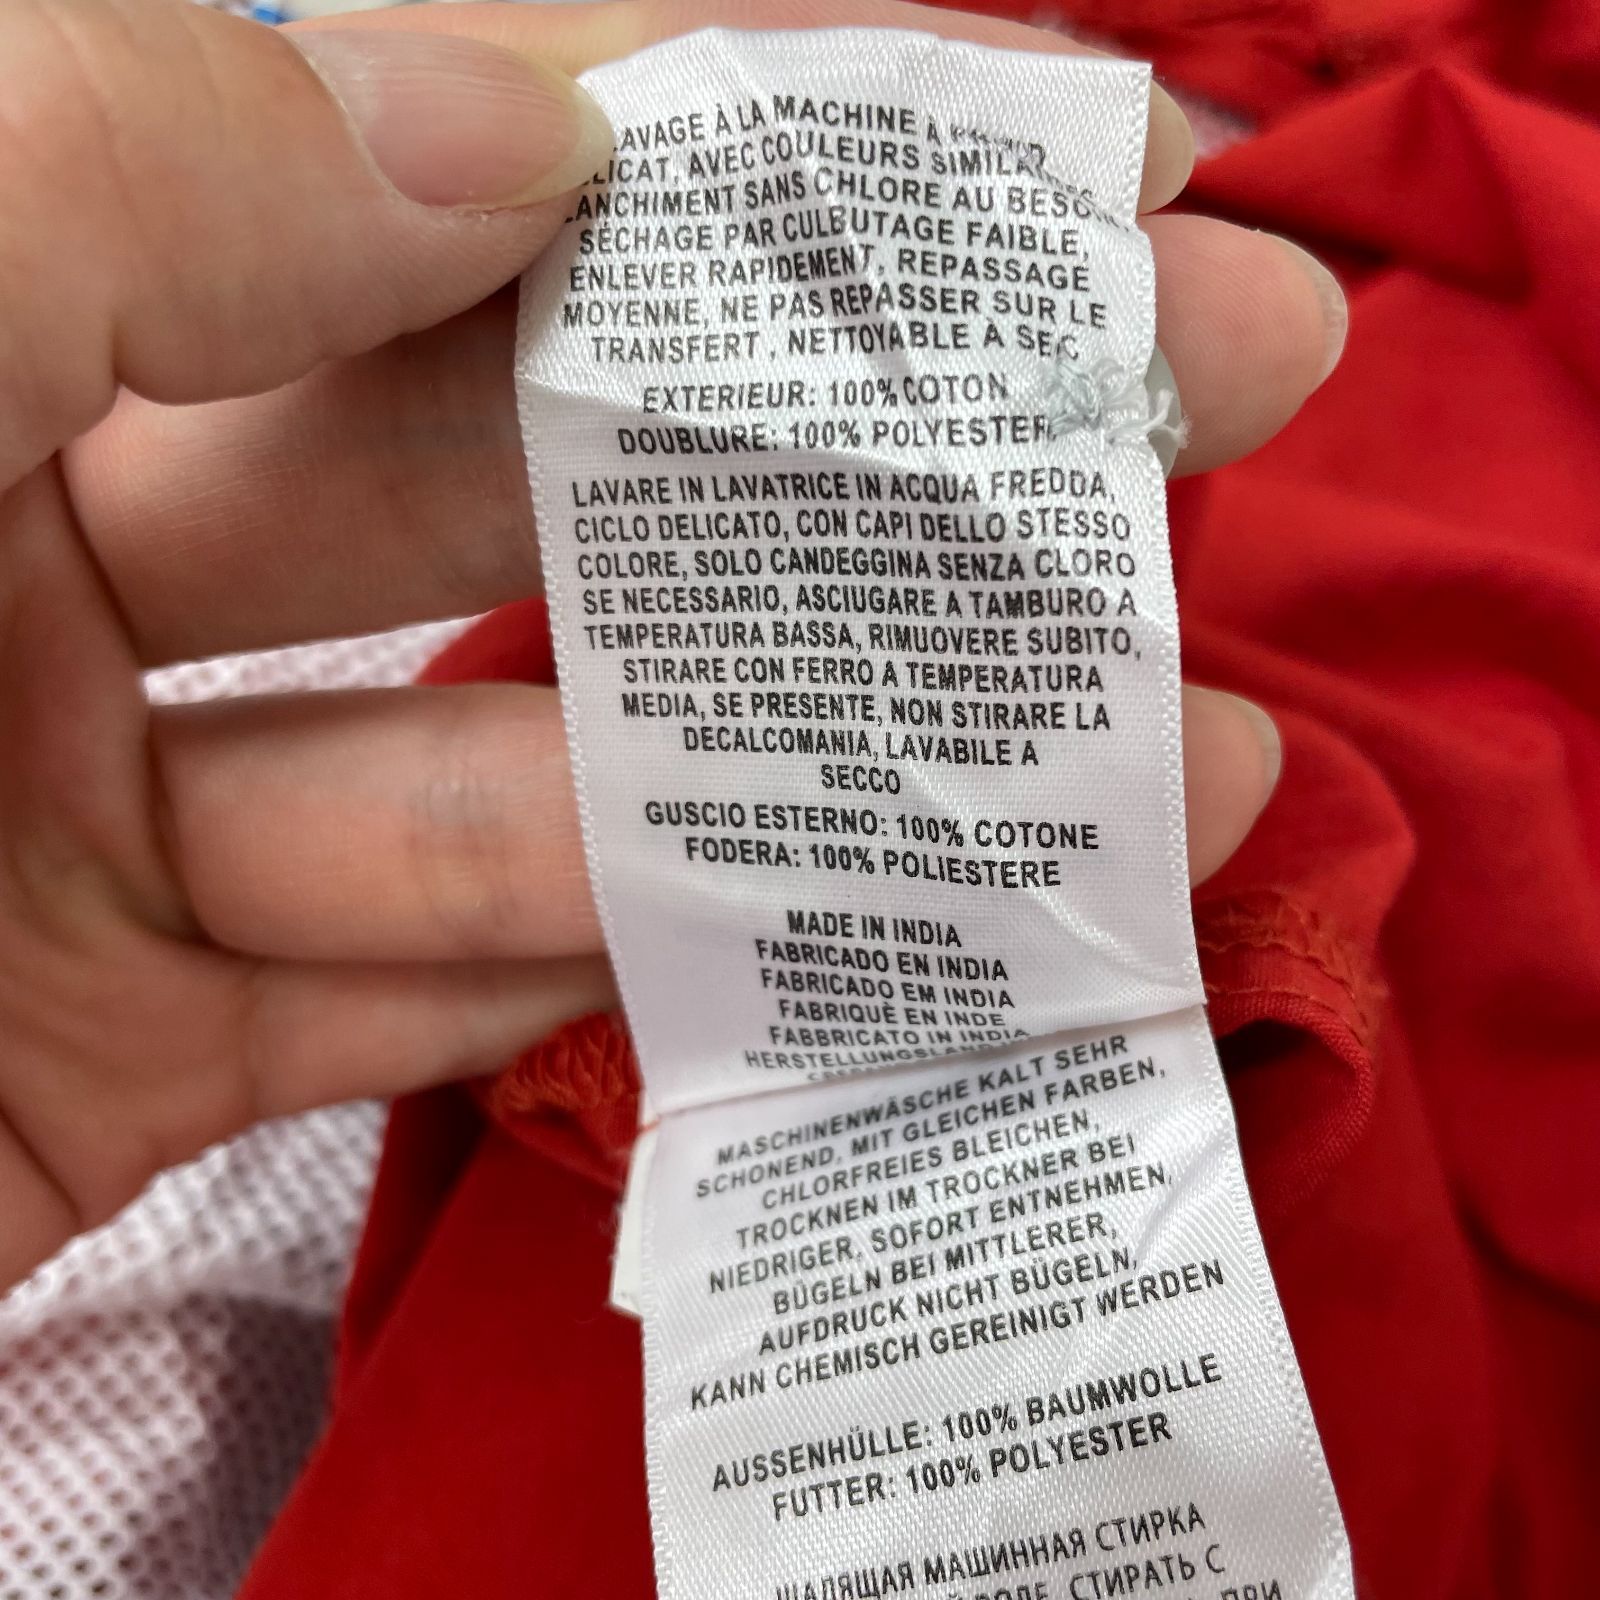 LAVAGE À LA MACHINE À
AVEC COULEURS
SANS CHLORE AU
SÉCHAGE PAR CULBUTAGE FAIBLE,
ENLEVER RAPIDEMENT, REPASSAGE
MOYENNE, NE PAS REPASSER SUR LE
TRANSFERT , NETTOYABLE À SEC
EXTERIEUR: 100% COTON
DOUBLURE: 100% POLYESTER
LAVARE IN LAVATRICE IN ACQUA FREDDA,
CICLO DELICATO, CON CAPI DELLO STESSO
COLORE, SOLO CANDEGGINA SENZA CLORO
SE NECESSARIO, ASCIUGARE A TAMBURO A
TEMPERATURA BASSA, RIMUOVERE SUBITO,
STIRARE CON FERRO A TEMPERATURA
MEDIA, SE PRESENTE, NON STIRARE LA
DECALCOMANIA, LAVABILE A
SECCO
GUSCIO ESTERNO: 100% COTONE
FODERA: 100% POLIESTERE
MADE IN INDIA
FABRICADO EN INDIA
FABRICADO EM INDIA
FABRIQUÈ EN INDE
FABBRICATO IN INDIA
MASCHINENWÄSCHE KALT SEHR
SCHONEND, MIT GLEICHEN FARBEN,
CHLORFREIES BLEICHEN,
TROCKNEN IM TROCKNER BEI
NIEDRIGER, SOFORT ENTNEHMEN,
BÜGELN BEI MITTLERER,
AUFDRUCK NICHT BÜGELN,
KANN CHEMISCH GEREINIGT WERDEN
AUSSENHÜLLE: 100% BAUMWOLLE
FUTTER: 100% POLYESTER
ЩАДЯЩАЯ МАШИННАЯ СТИРКА
СТИРАТЬ С
ПРИ